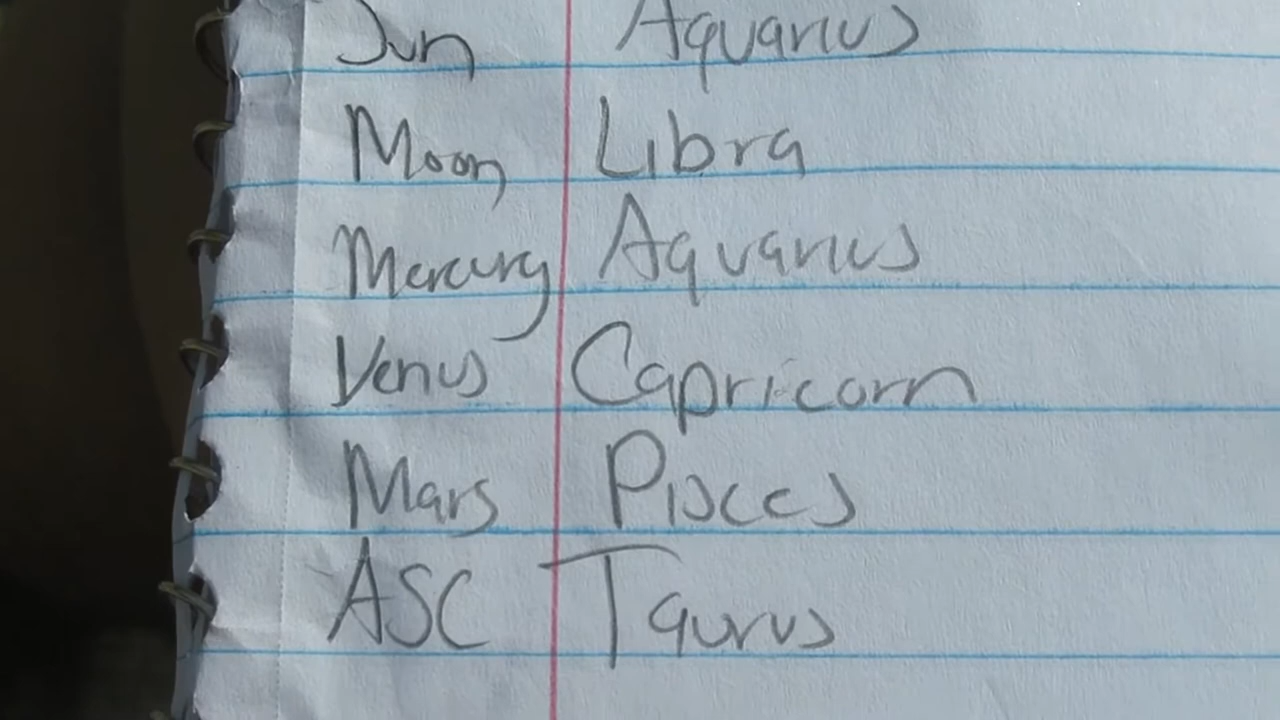 Sun Aquarius
Moon Libra
Mercury Aquarius
Venus Capricorn
Mars Pisces
ASC Taurus